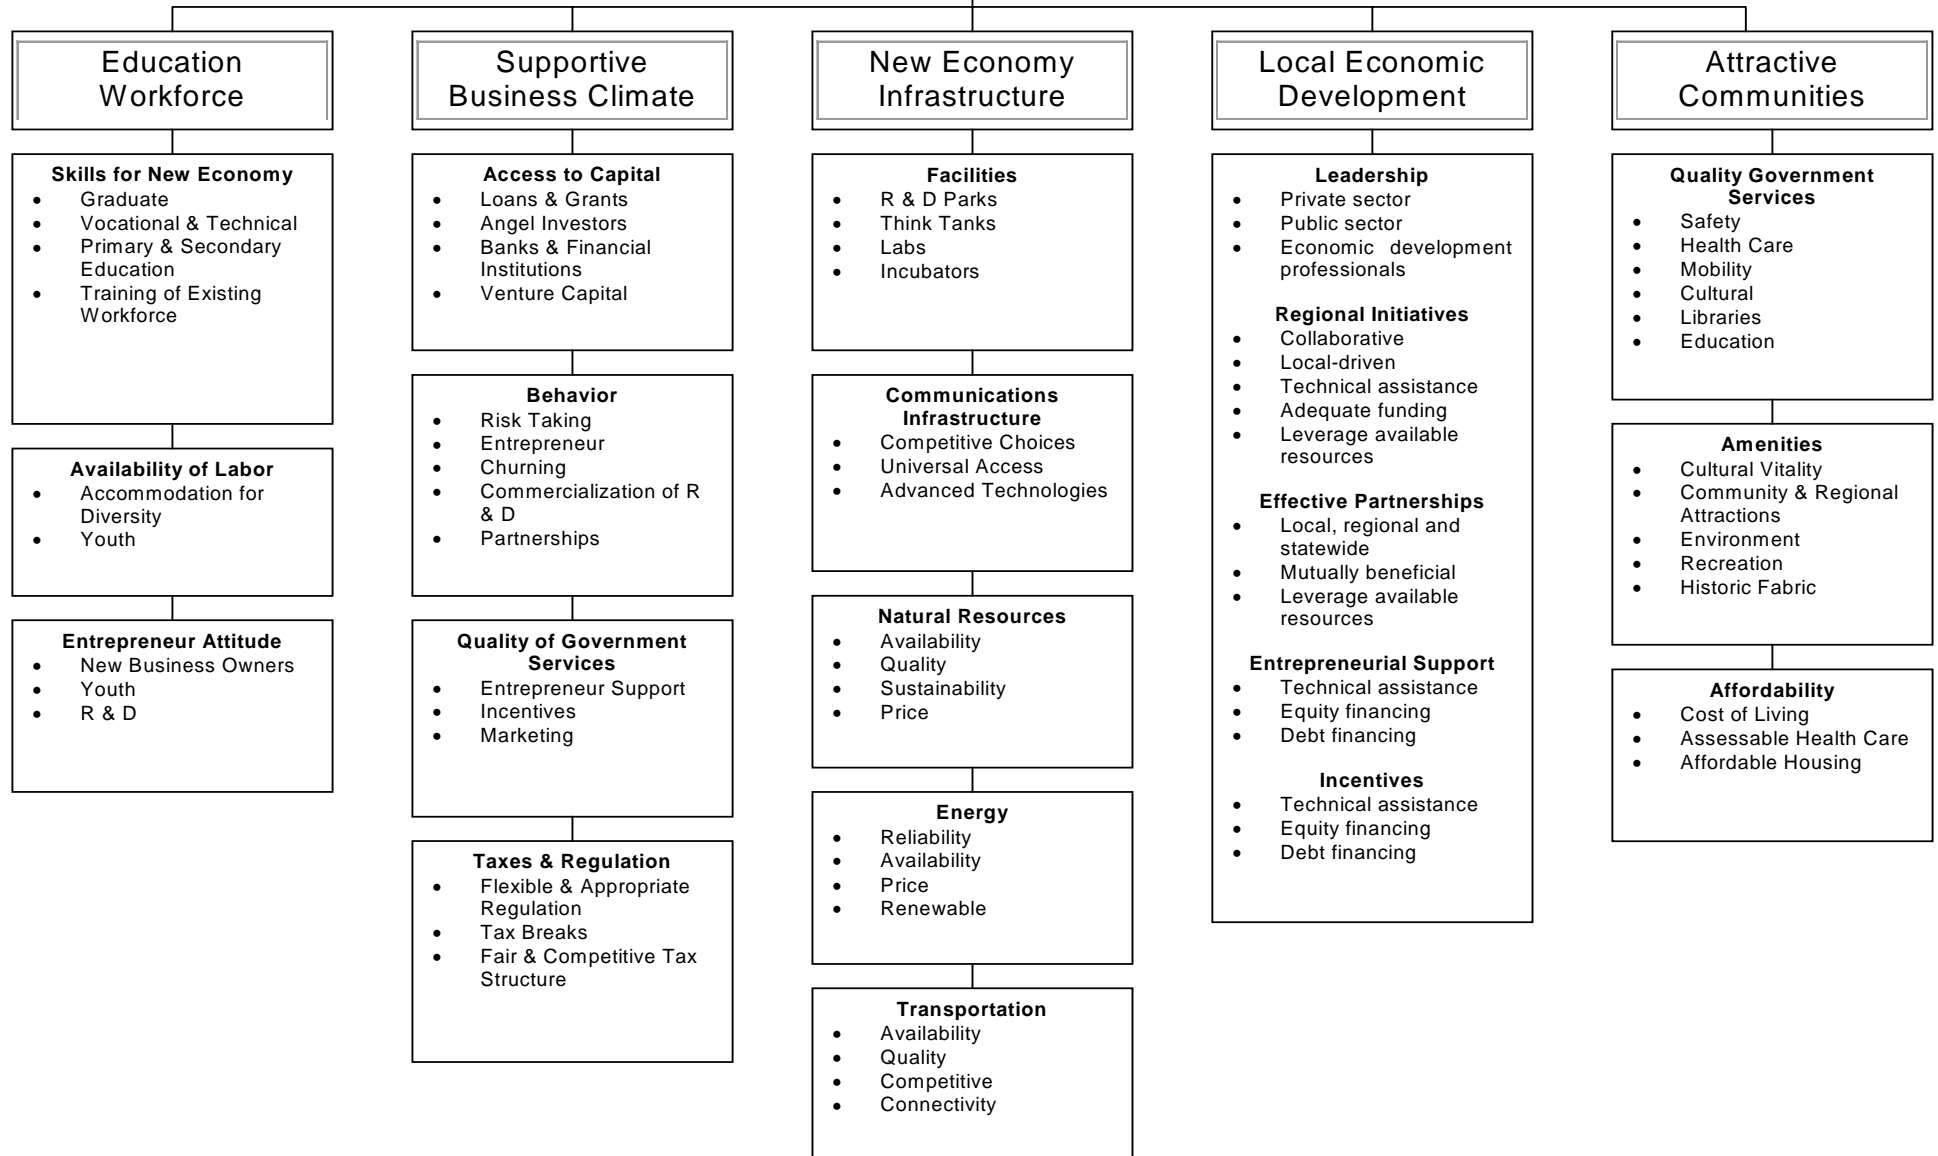 Education
Workforce
Skills for New Economy
• Graduate
• Vocational & Technical
• Primary & Secondary
Education
• Training of Existing
Workforce
Availability of Labor
• Accommodation for
Diversity
• Youth
Entrepreneur Attitude
• New Business Owners
• Youth
• R & D
Supportive
Business Climate
Access to Capital
• Loans & Grants
• Angel Investors
• Banks & Financial
Institutions
• Venture Capital
Behavior
• Risk Taking
• Entrepreneur
• Churning
• Commercialization of R
& D
• Partnerships
Quality of Government
Services
• Entrepreneur Support
• Incentives
• Marketing
Taxes & Regulation
• Flexible & Appropriate
Regulation
• Tax Breaks
• Fair & Competitive Tax
Structure
New Economy
Infrastructure
Facilities
• R & D Parks
• Think Tanks
• Labs
• Incubators
Communications
Infrastructure
• Competitive Choices
• Universal Access
• Advanced Technologies
Natural Resources
• Availability
• Quality
• Sustainability
• Price
Energy
• Reliability
• Availability
• Price
• Renewable
Transportation
• Availability
• Quality
• Competitive
• Connectivity
Local Economic
Development
Leadership
• Private sector
• Public sector
• Economic development
professionals
Regional Initiatives
• Collaborative
• Local-driven
• Technical assistance
• Adequate funding
• Leverage available
resources
Effective Partnerships
• Local, regional and
statewide
• Mutually beneficial
• Leverage available
resources
Entrepreneurial Support
• Technical assistance
• Equity financing
• Debt financing
Incentives
• Technical assistance
• Equity financing
• Debt financing
Attractive
Communities
Quality Government
Services
• Safety
• Health Care
• Mobility
• Cultural
• Libraries
• Education
Amenities
• Cultural Vitality
• Community & Regional
Attractions
• Environment
• Recreation
• Historic Fabric
Affordability
• Cost of Living
• Assessable Health Care
• Affordable Housing